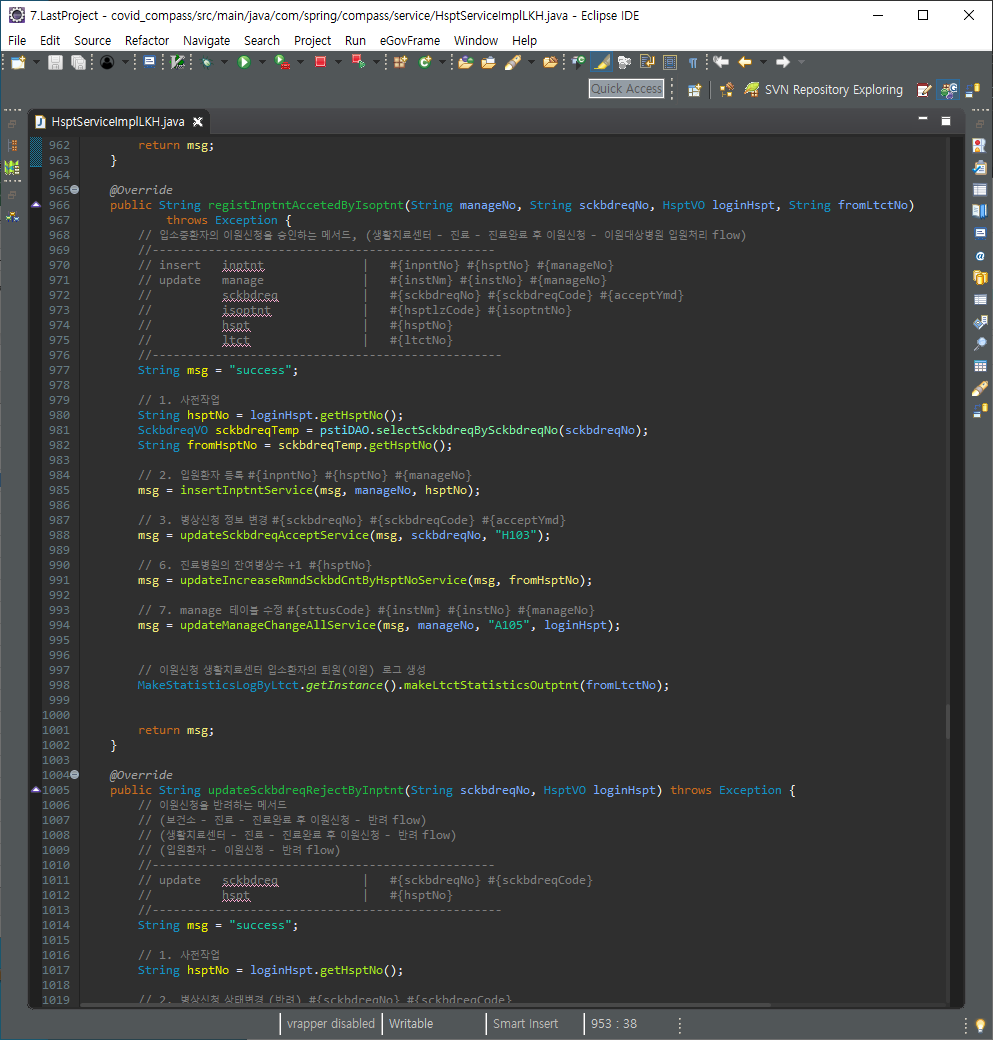 7.LastProject - covid_compass/src/main/java/com/spring/compass/service/HsptServiceImplLKH.java - Eclipse IDE
File Edit Source Refactor Navigate Search Project Run eGovFrame Window Help
Quick Access SVN Repository Exploring
HsptServiceImplLKH.java
962 return msg;
963 }
964
965 @Override
966 public String registInptntAccetedByIsoptnt(String manageNo, String sckbdreqNo, HsptVO loginHspt, String fromLtctNo)
967 throws Exception {
968 // 입소중환자의 이원신청을 승인하는 메서드, (생활치료센터 - 진료 - 진료완료 후 이원신청 - 이원대상병원 입원처리 flow)
969 //-------------------------------------------------
970 // insert inptnt | #{inpntNo} #{hsptNo} #{manageNo}
971 // update manage | #{instNm} #{instNo} #{manageNo}
972 // sckbdreq | #{sckbdreqNo} #{sckbdreqCode} #{acceptYmd}
973 // isoptnt | #{hsptlzCode} #{isoptntNo}
974 // hspt | #{hsptNo}
975 // ltct | #{ltctNo}
976 //--------------------------------------------------
977 String msg = "success";
978
979 // 1. 사전작업
980 String hsptNo = loginHspt.getHsptNo();
981 SckbdreqVO sckbdreqTemp = pstiDAO.selectSckbdreqBySckbdreqNo(sckbdreqNo);
982 String fromHsptNo = sckbdreqTemp.getHsptNo();
983
984 // 2. 입원환자 등록 #{inpntNo} #{hsptNo} #{manageNo}
985 msg = insertInptntService(msg, manageNo, hsptNo);
986
987 // 3. 병상신청 정보 변경 #{sckbdreqNo} #{sckbdreqCode} #{acceptYmd}
988 msg = updateSckbdreqAcceptService(msg, sckbdreqNo, "H103");
989
990 // 6. 진료병원의 잔여병상수 +1 #{hsptNo}
991 msg = updateIncreaseRmndSckbdCntByHsptNoService(msg, fromHsptNo);
992
993 // 7. manage 테이블 수정 #{sttusCode} #{instNm} #{instNo} #{manageNo}
994 msg = updateManageChangeAllService(msg, manageNo, "A105", loginHspt);
995
996
997 // 이원신청 생활치료센터 입소환자의 퇴원(이원) 로그 생성
998 MakeStatisticsLogByLtct.getInstance().makeLtctStatisticsOutptnt(fromLtctNo);
999
1000
1001 return msg;
1002 }
1003
1004 @Override
1005 public String updateSckbdreqRejectByInptnt(String sckbdreqNo, HsptVO loginHspt) throws Exception {
1006 // 이원신청을 반려하는 메서드
1007 // (보건소 - 진료 - 진료완료 후 이원신청 - 반려 flow)
1008 // (생활치료센터 - 진료 - 진료완료 후 이원신청 - 반려 flow)
1009 // (입원환자 - 이원신청 - 반려 flow)
1010 //-------------------------------------------------
1011 // update sckbdreq | #{sckbdreqNo} #{sckbdreqCode}
1012 // hspt | #{hsptNo}
1013 //--------------------------------------------------
1014 String msg = "success";
1015
1016 // 1. 사전작업
1017 String hsptNo = loginHspt.getHsptNo();
1018
1019 // 2. 병상신청 상태변경 (반려) #{sckbdreqNo} #{sckbdreqCode}
vrapper disabled Writable Smart Insert 953 : 38